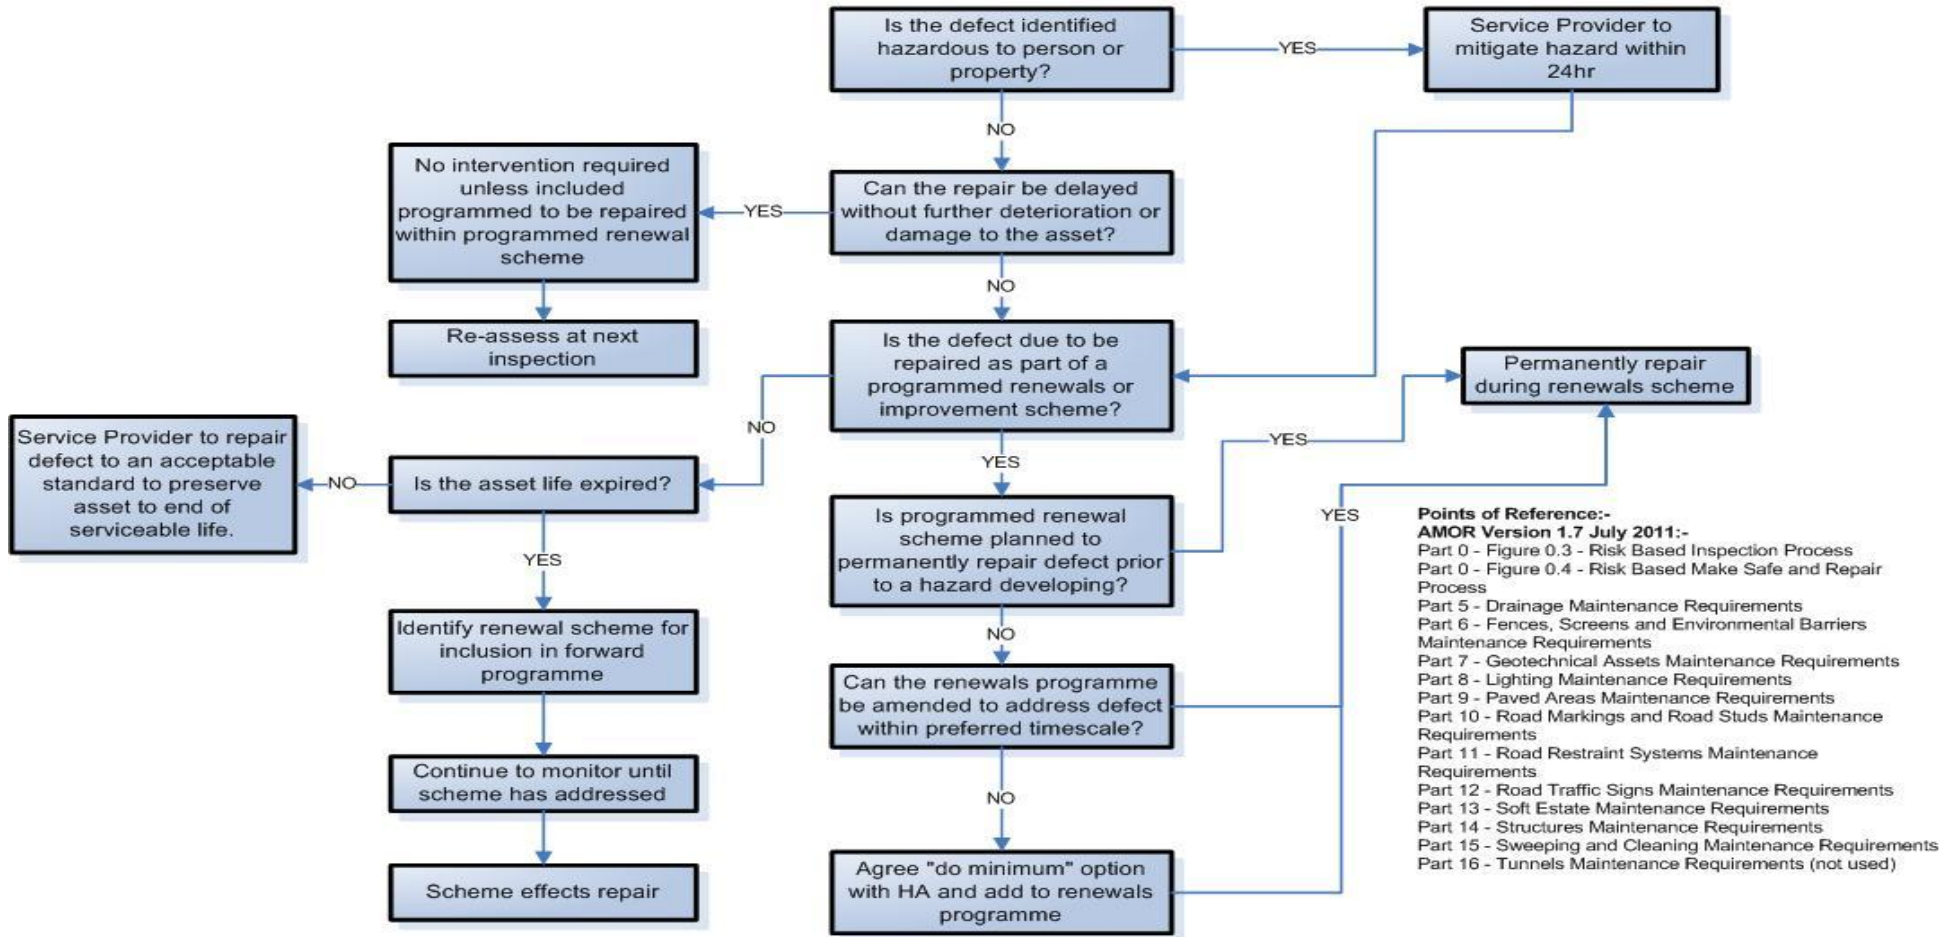 Is the defect identified
hazardous to person or
property?
YES
Service Provider to
mitigate hazard within
24hr
NO
No intervention required
unless included
programmed to be repaired
within programmed renewal
scheme
YES
Can the repair be delayed
without further deterioration or
damage to the asset?
NO
Re-assess at next
inspection
Is the defect due to be
repaired as part of a
programmed renewals or
improvement scheme?
Permanently repair
during renewals scheme
NO
YES
YES
Service Provider to repair
defect to an acceptable
standard to preserve
asset to end of
serviceable life.
NO
Is the asset life expired?
YES
Is programmed renewal
scheme planned to
permanently repair defect prior
to a hazard developing?
YES
NO
Identify renewal scheme for
inclusion in forward
programme
Can the renewals programme
be amended to address defect
within preferred timescale?
NO
Continue to monitor until
scheme has addressed
Scheme effects repair
Agree "do minimum" option
with HA and add to renewals
programme
Points of Reference:-
AMOR Version 1.7 July 2011:-
Part 0 - Figure 0.3 - Risk Based Inspection Process
Part 0 - Figure 0.4 - Risk Based Make Safe and Repair
Process
Part 5 - Drainage Maintenance Requirements
Part 6 - Fences, Screens and Environmental Barriers
Maintenance Requirements
Part 7 - Geotechnical Assets Maintenance Requirements
Part 8 - Lighting Maintenance Requirements
Part 9 - Paved Areas Maintenance Requirements
Part 10 - Road Markings and Road Studs Maintenance
Requirements
Part 11 - Road Restraint Systems Maintenance
Requirements
Part 12 - Road Traffic Signs Maintenance Requirements
Part 13 - Soft Estate Maintenance Requirements
Part 14 - Structures Maintenance Requirements
Part 15 - Sweeping and Cleaning Maintenance Requirements
Part 16 - Tunnels Maintenance Requirements (not used)